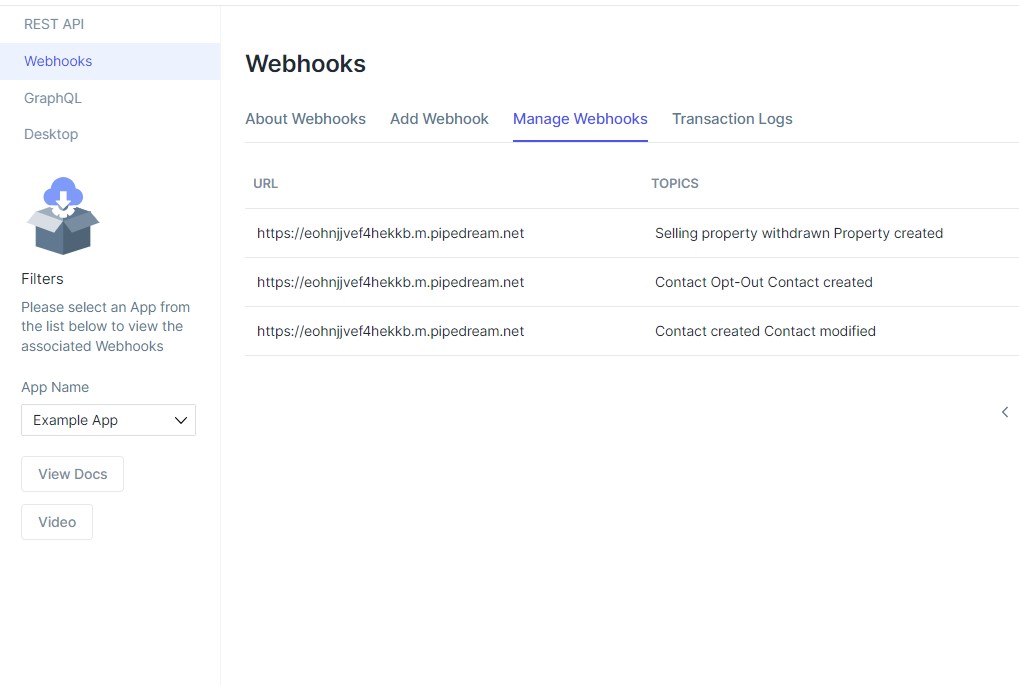 REST API
Webhooks
GraphQL
Desktop
Filters
Please select an App from
the list below to view the
associated Webhooks
App Name
Example App
View Docs
Video
Webhooks
About Webhooks Add Webhook Manage Webhooks Transaction Logs
URL TOPICS
https://eohnjjvef4hekkb.m.pipedream.net Selling property withdrawn Property created
https://eohnjjvef4hekkb.m.pipedream.net Contact Opt-Out Contact created
https://eohnjjvef4hekkb.m.pipedream.net Contact created Contact modified